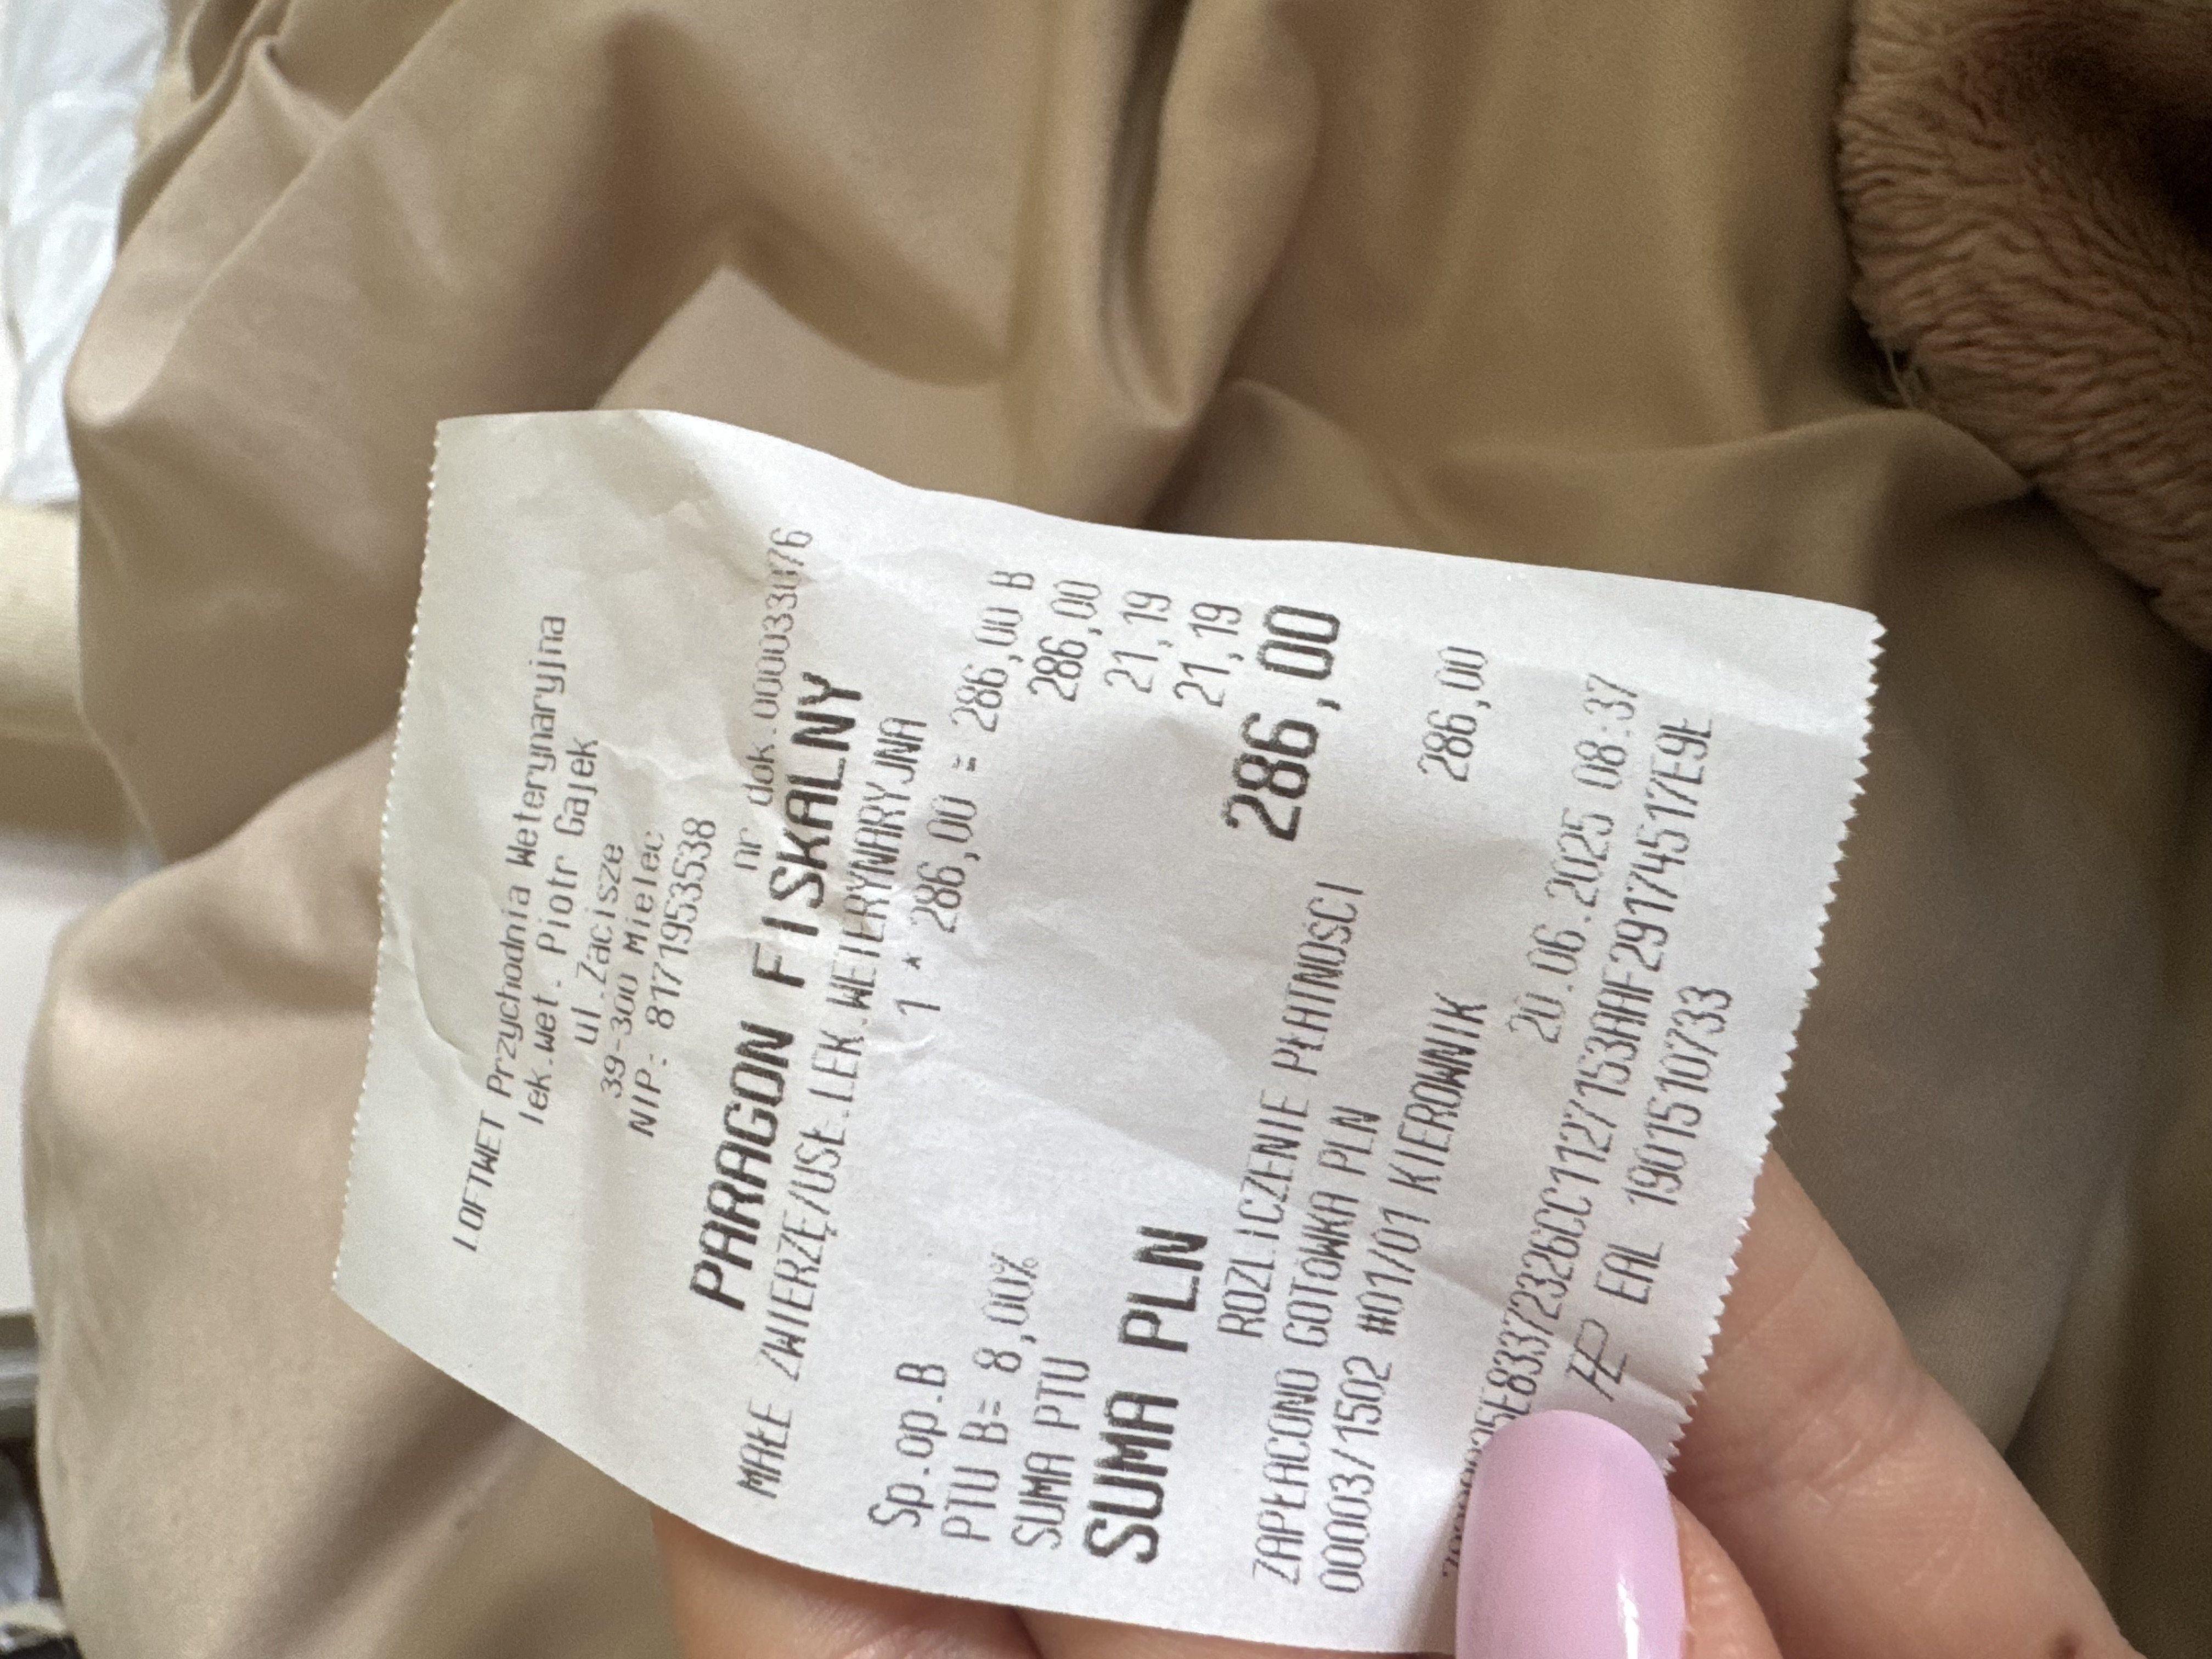 LOFTWET Przychodnia Weterynaryjna
lek.wet. Piotr Gajek
ul.Zacisze
39-300 Mielec
NIP: 8171953538
nr dok.000033076
PARAGON FISKALNY
MAŁE ZWIERZĘ/USŁ.LEK.WETERYNARYJNA
1 * 286,00 = 286,00 B
Sp.op.B 286,00
PTU B= 8,00% 21,19
SUMA PTU 21,19
SUMA PLN 286,00
ROZLICZENIE PŁATNOŚCI
ZAPŁACONO GOTÓWKA PLN 286,00
00003/1502 #01/01 KIEROWNIK
20.06.2025 08:37
EAL 1901510733